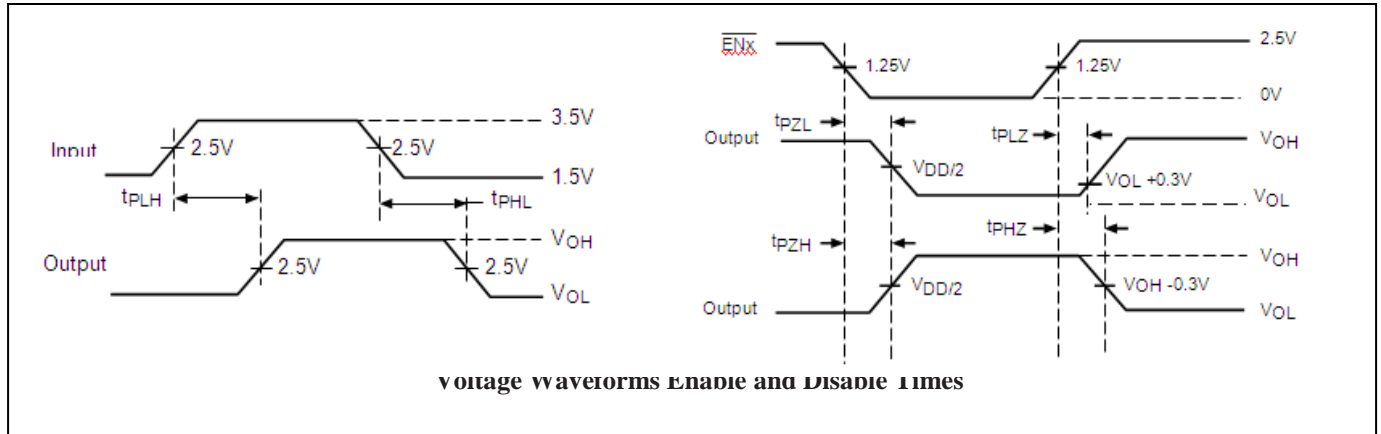 3.5V
Input
2.5V
2.5V
1.5V
tPLH
tPHL
VOH
Output
2.5V
2.5V
VOL
ENx
2.5V
1.25V
1.25V
0V
tPZL
tPLZ
Output
VOH
VDD/2
VOL +0.3V
VOL
tPZH
tPHZ
VOH
VDD/2
VOH -0.3V
Output
VOL
Voltage Waveforms Enable and Disable Times